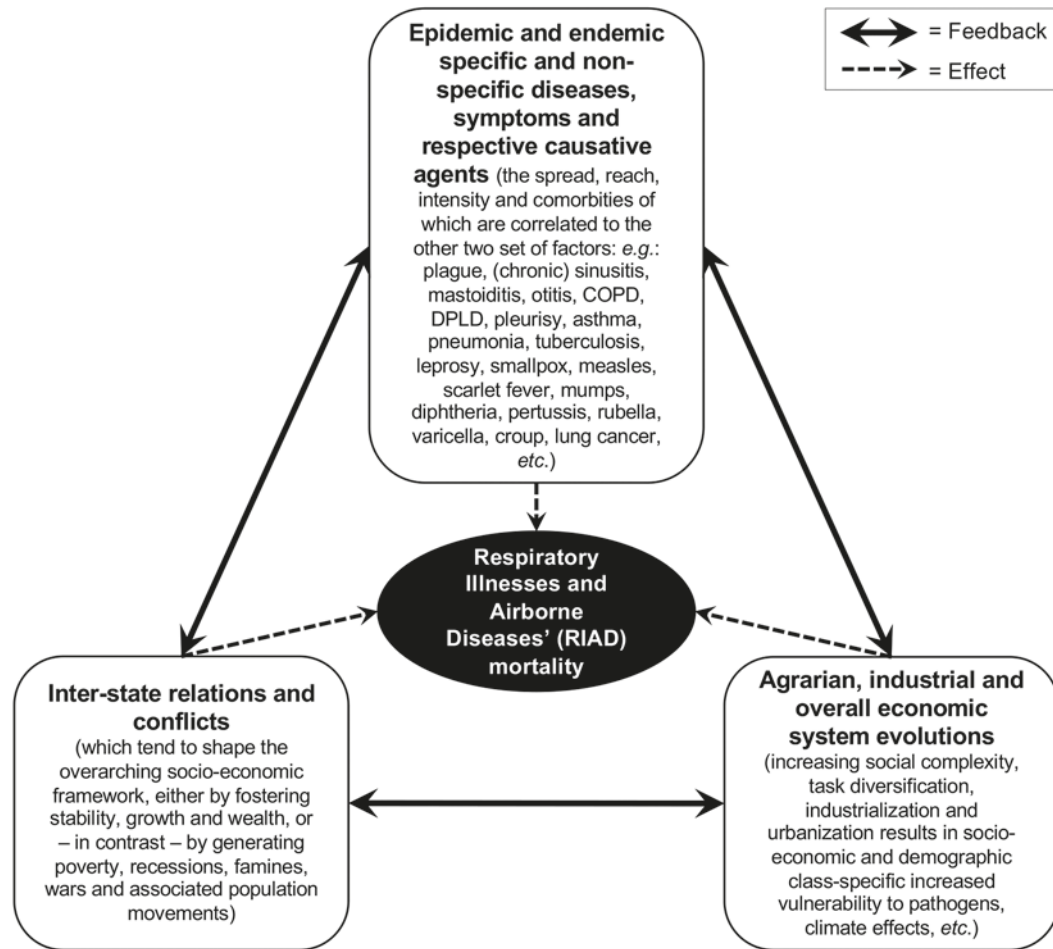 Epidemic and endemic
specific and non-
specific diseases,
symptoms and
respective causative
agents (the spread, reach,
intensity and comorbities of
which are correlated to the
other two set of factors: e.g.:
plague, (chronic) sinusitis,
mastoiditis, otitis, COPD,
DPLD, pleurisy, asthma,
pneumonia, tuberculosis,
leprosy, smallpox, measles,
scarlet fever, mumps,
diphtheria, pertussis, rubella,
varicella, croup, lung cancer,
etc.)
= Feedback
= Effect
Respiratory
Illnesses and
Airborne
Diseases’ (RIAD)
mortality
Inter-state relations and
conflicts
(which tend to shape the
overarching socio-economic
framework, either by fostering
stability, growth and wealth, or
– in contrast – by generating
poverty, recessions, famines,
wars and associated population
movements)
Agrarian, industrial and
overall economic
system evolutions
(increasing social complexity,
task diversification,
industrialization and
urbanization results in socio-
economic and demographic
class-specific increased
vulnerability to pathogens,
climate effects, etc.)